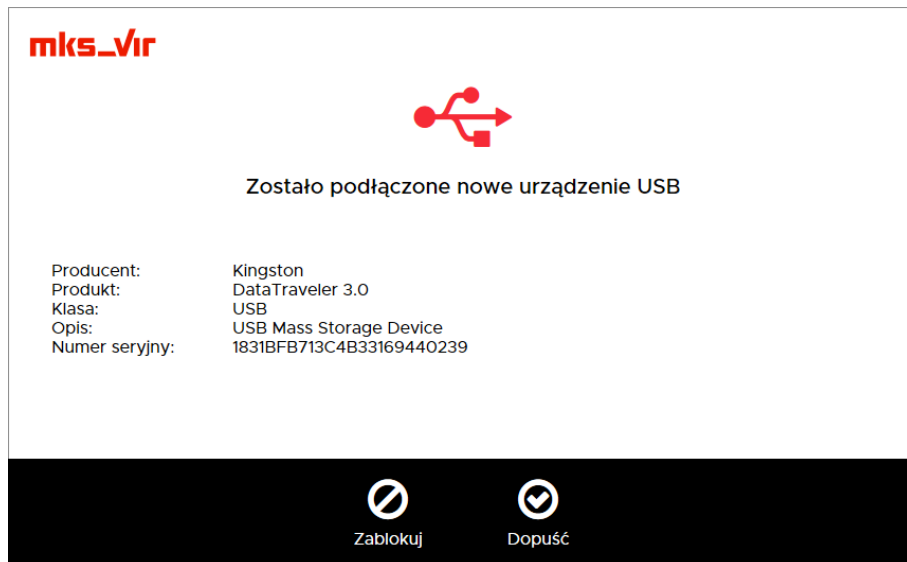 mks_vir
Zostało podłączone nowe urządzenie USB
Producent: Kingston
Produkt: DataTraveler 3.0
Klasa: USB
Opis: USB Mass Storage Device
Numer seryjny: 1831BFB713C4B33169440239
Zablokuj Dopuść